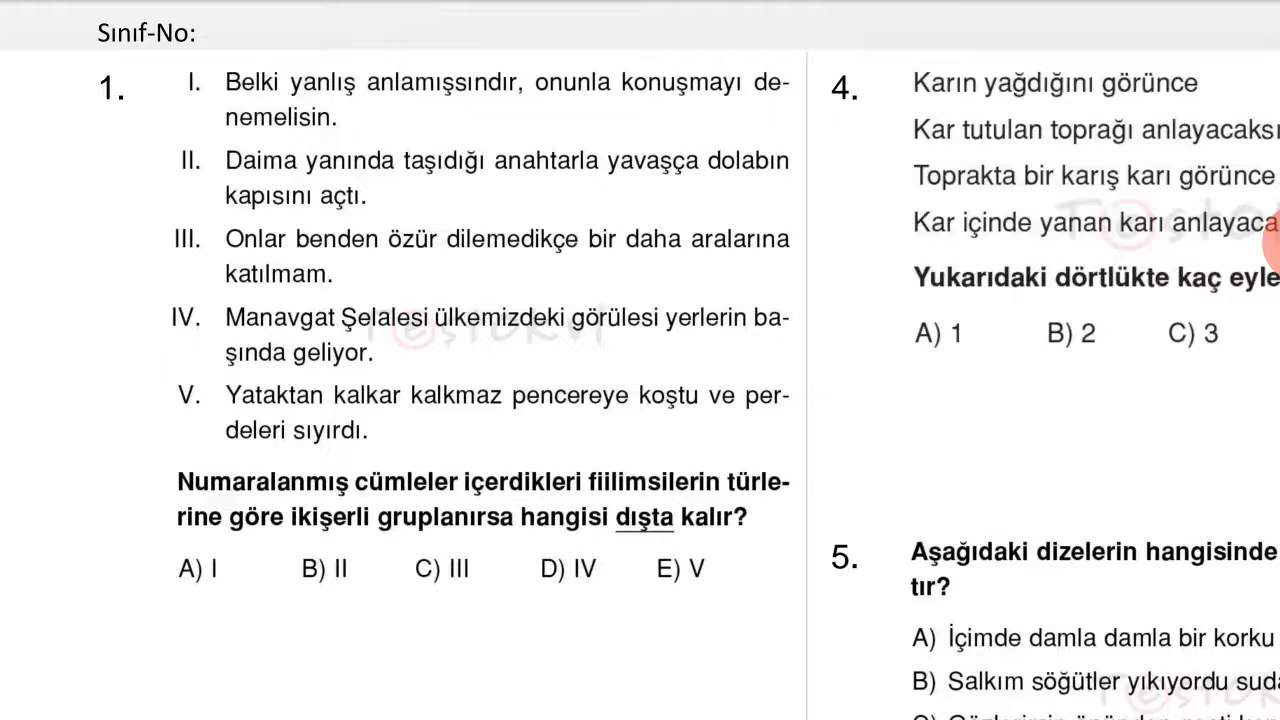 Sınıf-No:
1.
I. Belki yanlış anlamışsındır, onunla konuşmayı de-
nemelisin.
II. Daima yanında taşıdığı anahtarla yavaşça dolabın
kapısını açtı.
III. Onlar benden özür dilemedikçe bir daha aralarına
katılmam.
IV. Manavgat Şelalesi ülkemizdeki görülesi yerlerin ba-
şında geliyor.
V. Yataktan kalkar kalkmaz pencereye koştu ve per-
deleri sıyırdı.
Numaralanmış cümleler içerdikleri fiilimsilerin türle-
rine göre ikişerli gruplanırsa hangisi dışta kalır?
A) I B) II C) III D) IV E) V
4.
Karın yağdığını görünce
Kar tutulan toprağı anlayacaksı
Toprakta bir karış karı görünce
Kar içinde yanan karı anlayaca
Yukarıdaki dörtlükte kaç eyle
A) 1 B) 2 C) 3
5.
Aşağıdaki dizelerin hangisinde
tır?
A) İçimde damla damla bir korku
B) Salkım söğütler yıkıyordu suda